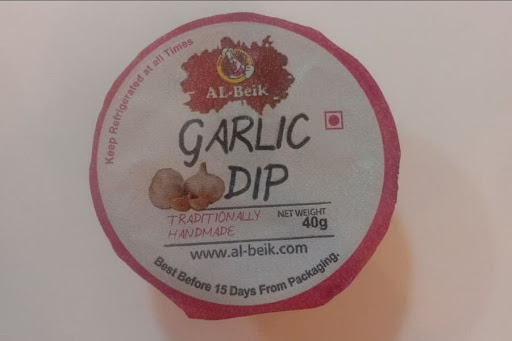 Keep Refrigerated at all Times
AL-Beik
GARLIC
DIP
TRADITIONALLY
HANDMADE
NET WEIGHT
40g
www.al-beik.com
Best Before 15 Days From Packaging.